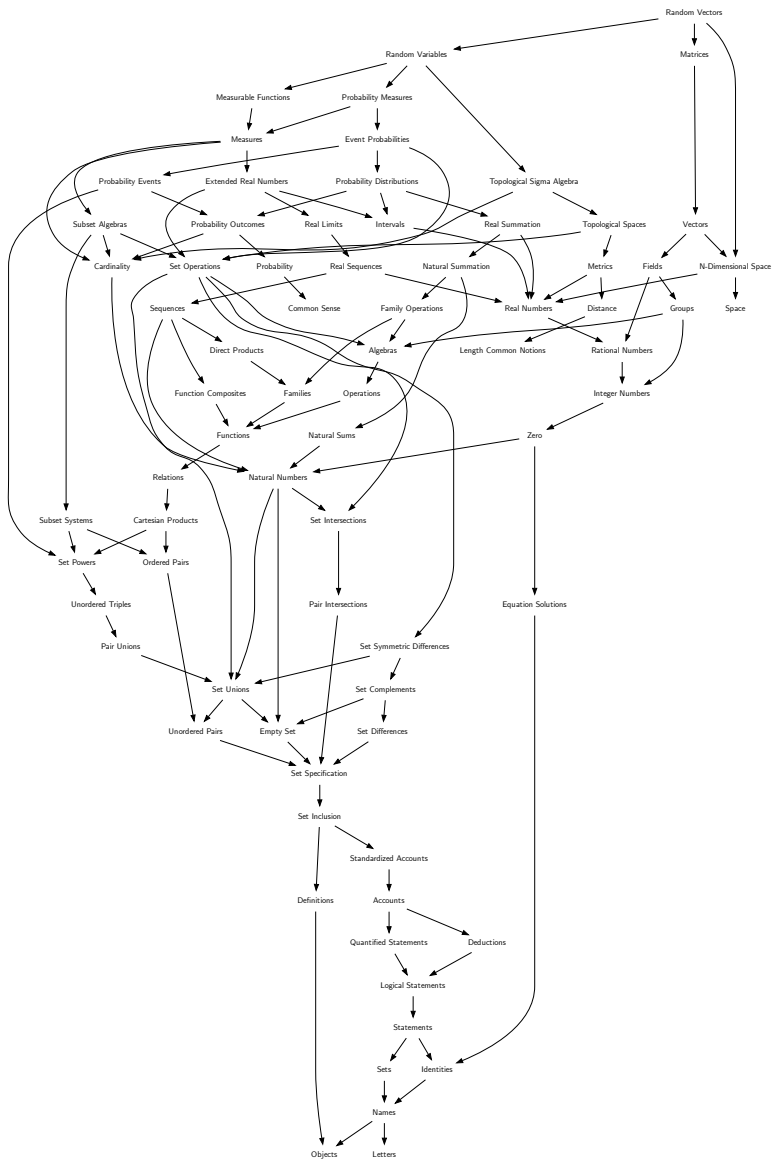 Random Vectors
Random Variables
Matrices
Measurable Functions
Probability Measures
Measures
Event Probabilities
Probability Events
Extended Real Numbers
Probability Distributions
Topological Sigma Algebra
Subset Algebras
Probability Outcomes
Real Limits
Intervals
Real Summation
Topological Spaces
Vectors
Cardinality
Set Operations
Probability
Real Sequences
Natural Summation
Metrics
Fields
N-Dimensional Space
Sequences
Common Sense
Family Operations
Real Numbers
Distance
Groups
Space
Direct Products
Algebras
Length Common Notions
Rational Numbers
Function Composites
Families
Operations
Integer Numbers
Functions
Natural Sums
Zero
Relations
Natural Numbers
Subset Systems
Cartesian Products
Set Intersections
Set Powers
Ordered Pairs
Unordered Triples
Pair Intersections
Equation Solutions
Pair Unions
Set Symmetric Differences
Set Unions
Set Complements
Unordered Pairs
Empty Set
Set Differences
Set Specification
Set Inclusion
Standardized Accounts
Definitions
Accounts
Quantified Statements
Deductions
Logical Statements
Statements
Sets
Identities
Names
Objects
Letters